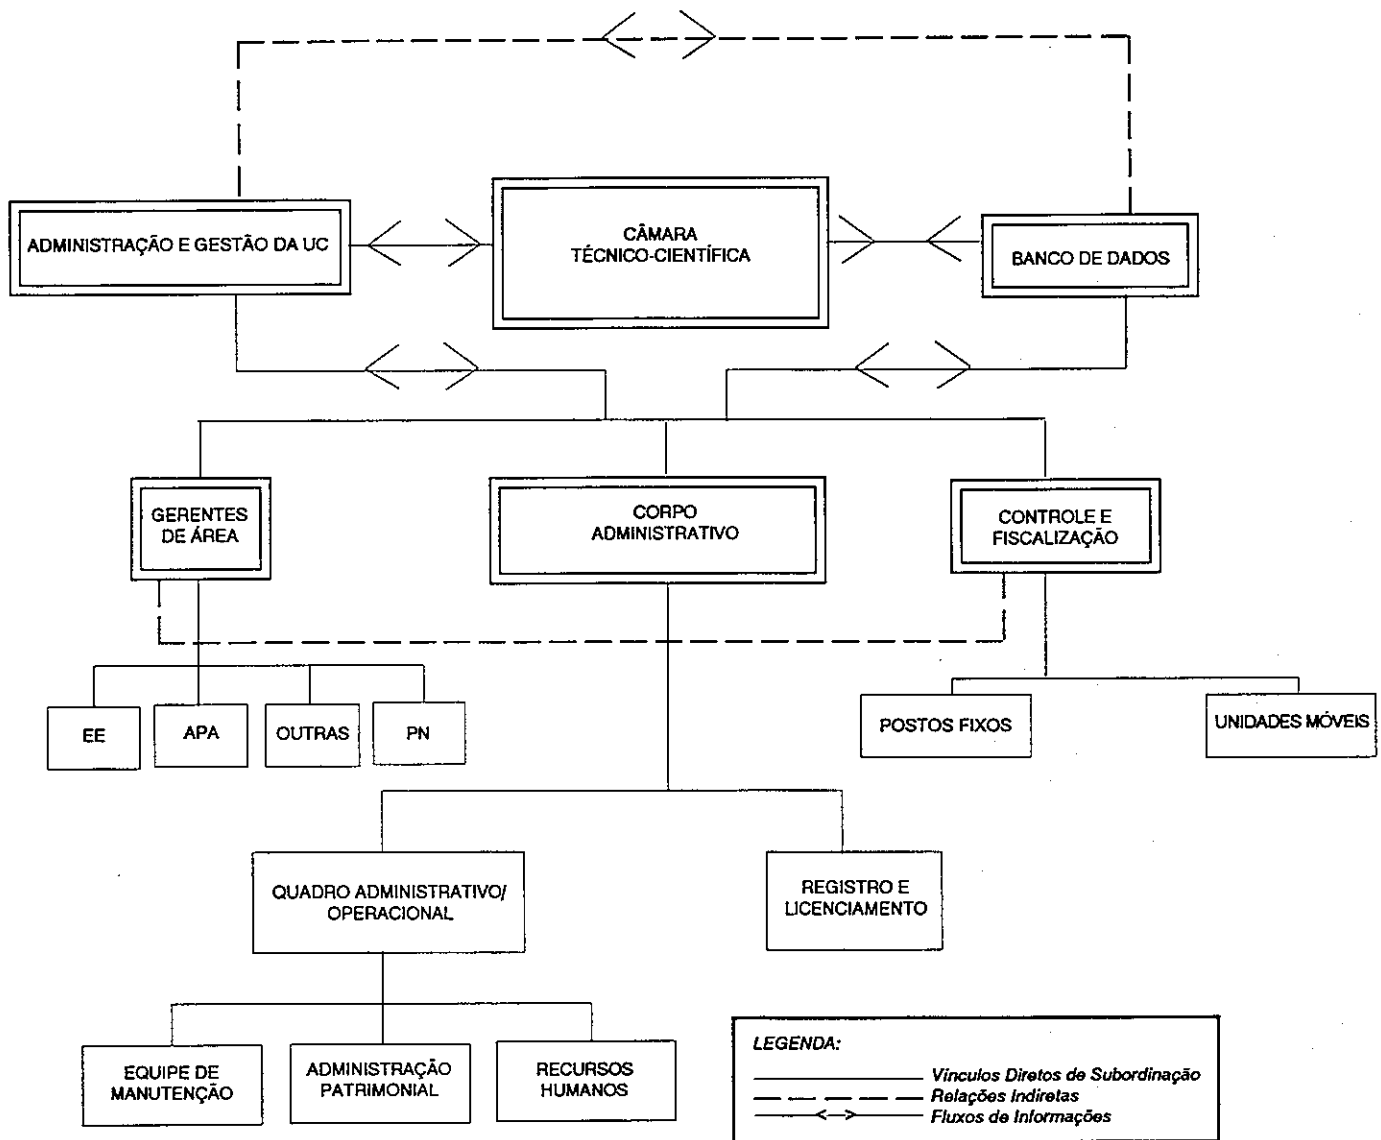 ADMINISTRAÇÃO E GESTÃO DA UC
CÂMARA
TÉCNICO-CIENTÍFICA
BANCO DE DADOS
GERENTES
DE ÁREA
CORPO
ADMINISTRATIVO
CONTROLE E
FISCALIZAÇÃO
EE
APA
OUTRAS
PN
POSTOS FIXOS
UNIDADES MÓVEIS
QUADRO ADMINISTRATIVO/
OPERACIONAL
REGISTRO E
LICENCIAMENTO
EQUIPE DE
MANUTENÇÃO
ADMINISTRAÇÃO
PATRIMONIAL
RECURSOS
HUMANOS
LEGENDA:
Vínculos Diretos de Subordinação
Relações Indiretas
Fluxos de Informações